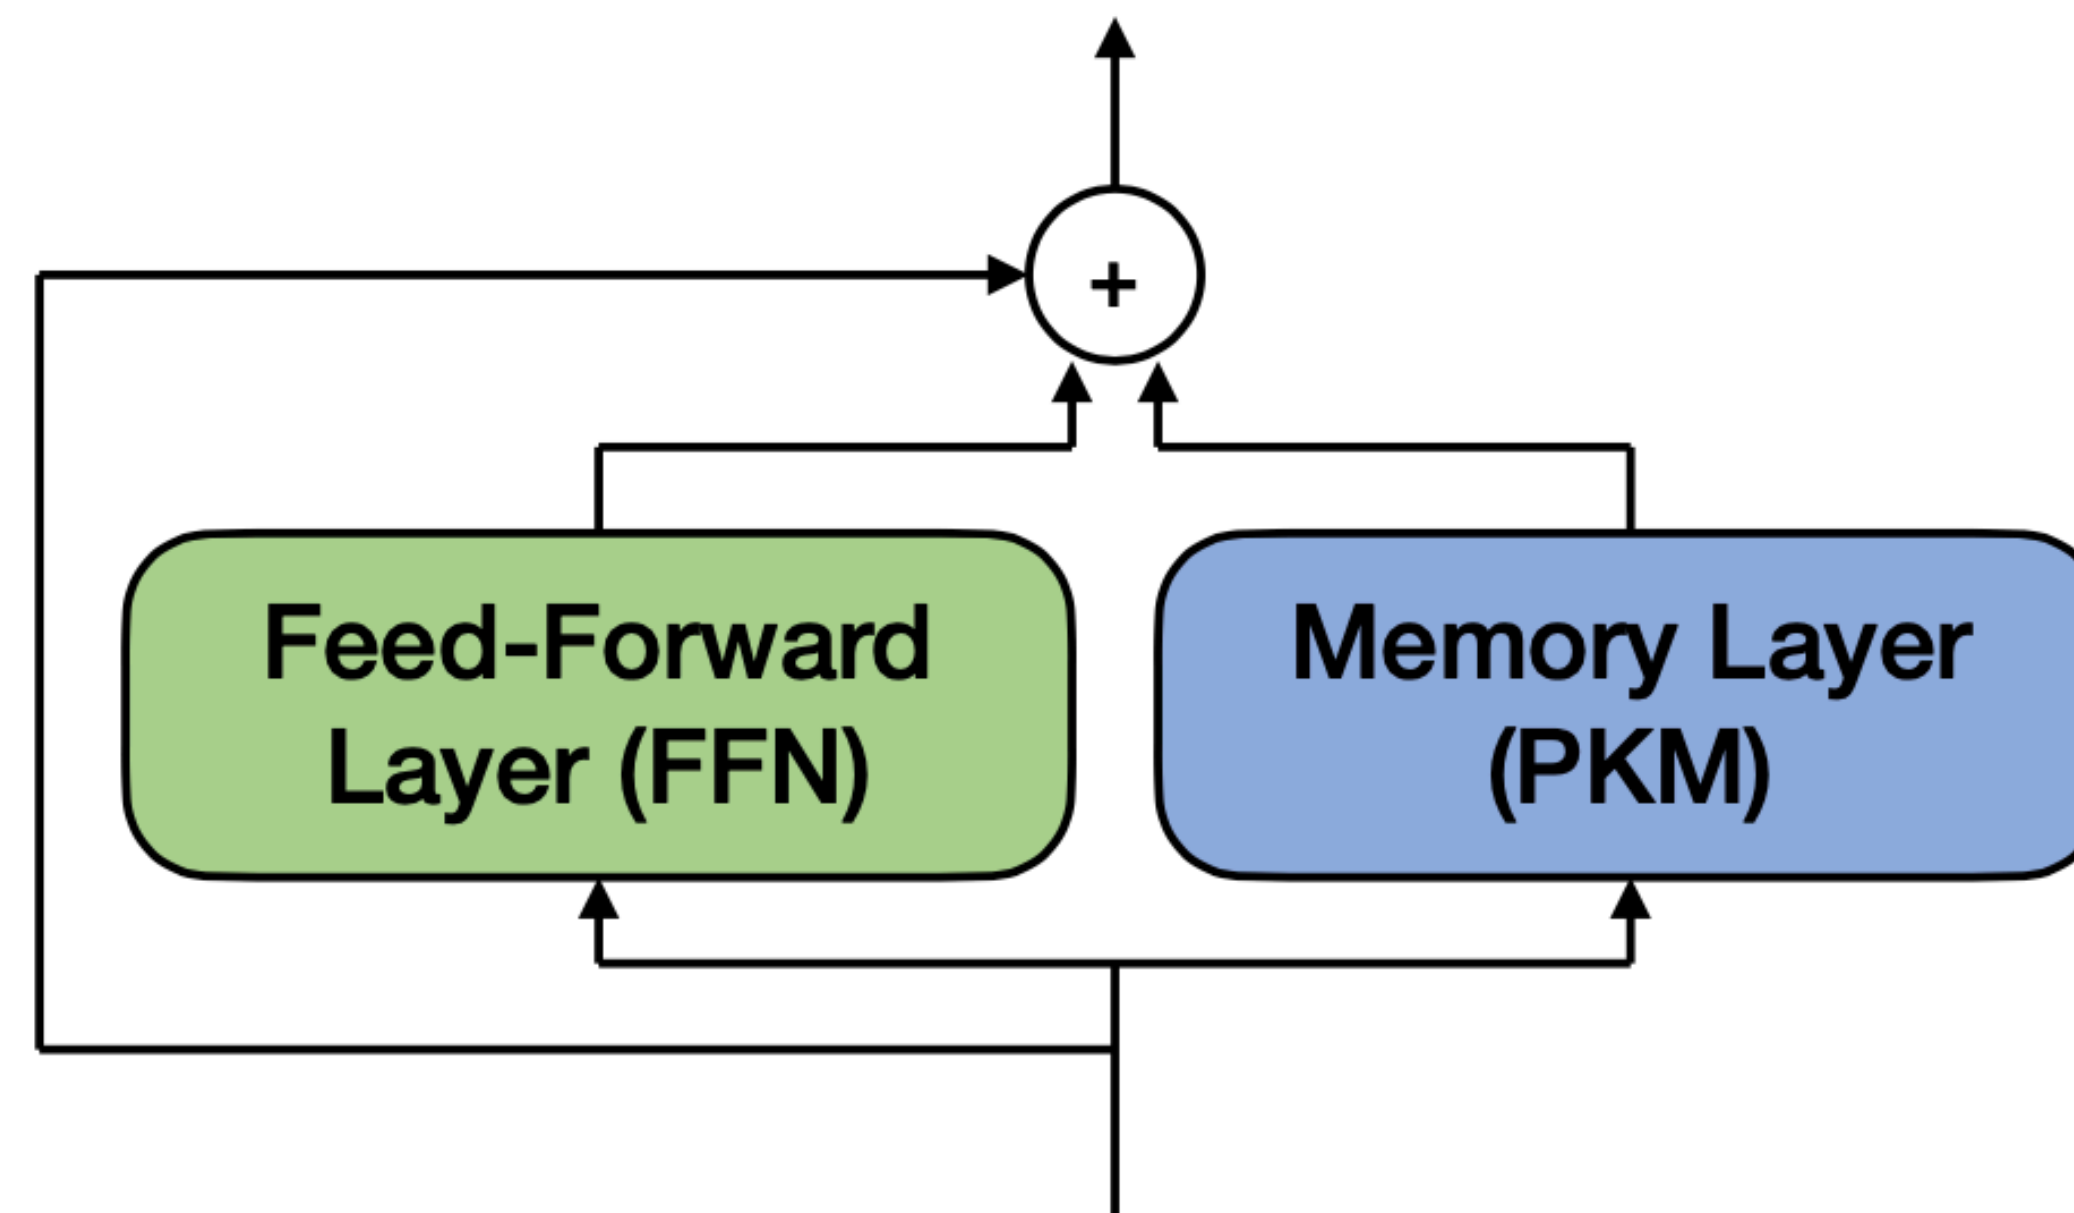 +
Feed-Forward
Layer (FFN)
Memory Layer
(PKM)